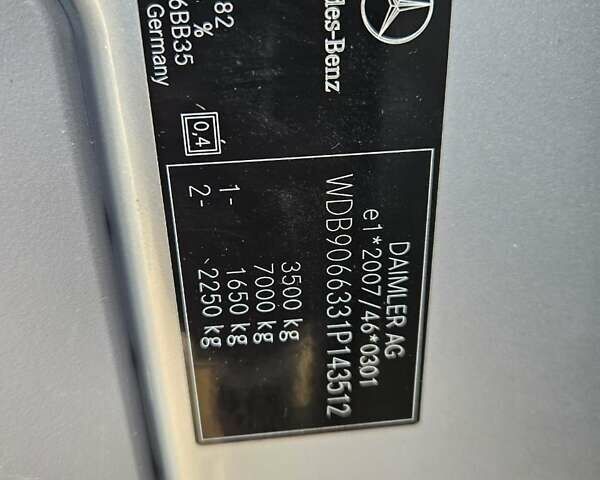 des-Benz
82
%
6BB35
Germany
0,4
DAIMLER AG
e1*2007/46*0301
WDB9066331P143512
3500 kg
7000 kg
1- 1650 kg
2- 2250 kg